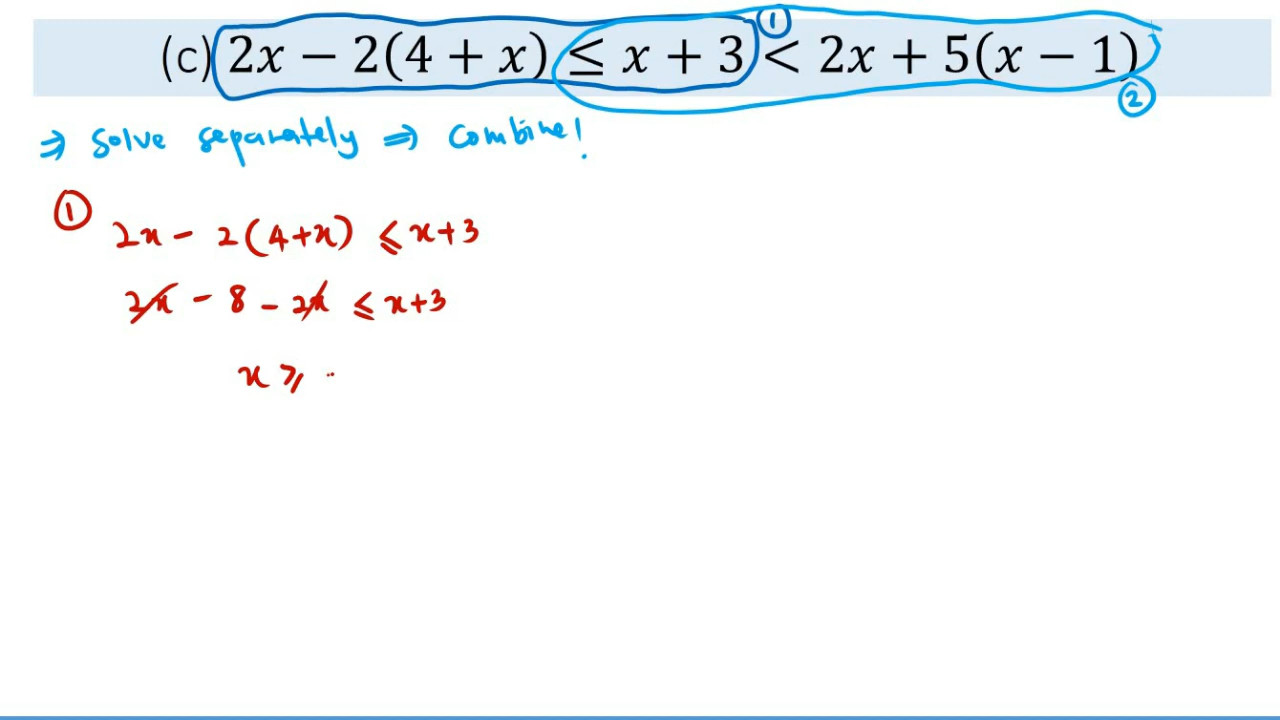 (c) 2x − 2(4 + x) ≤ x + 3 < 2x + 5(x − 1)
① ②
⇒ Solve separately ⇒ Combine!
①
2x - 2(4+x) ≤ x+3
2x - 8 - 2x ≤ x+3
x ≥ -